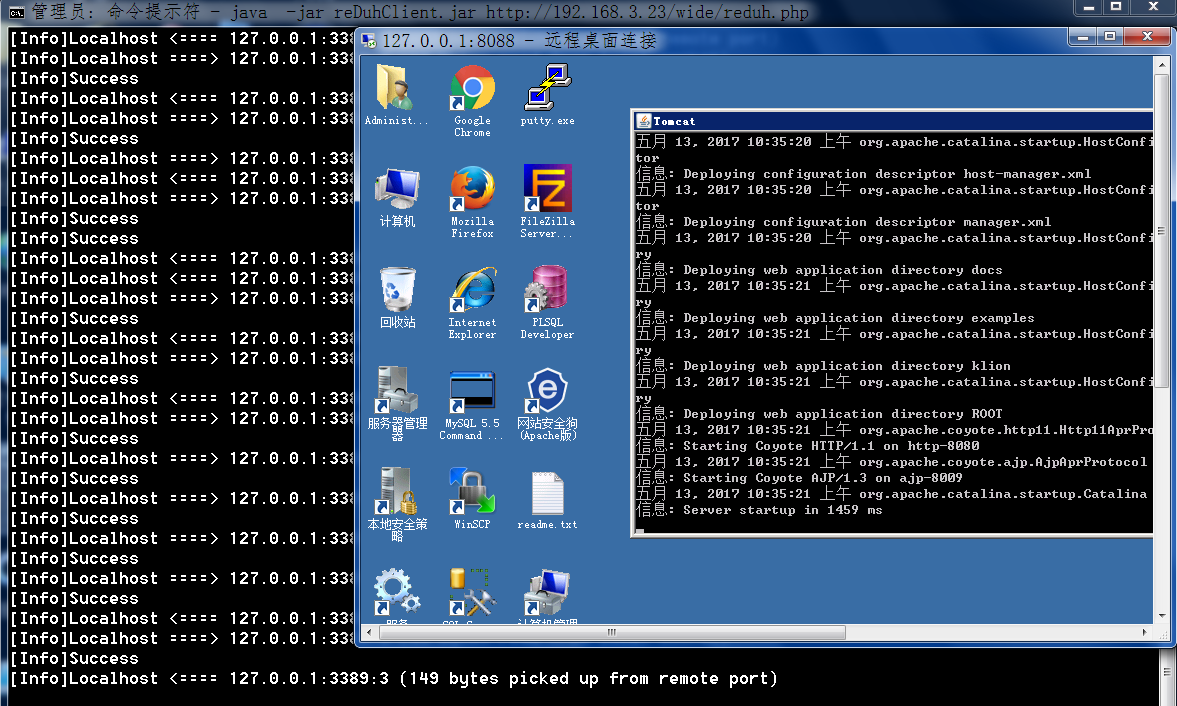 管理员: 命令提示符 - java  -jar reDuhClient.jar http://192.168.3.23/wide/reduh.php
[Info]Localhost <==== 127.0.0.1:338
[Info]Localhost ====> 127.0.0.1:338
[Info]Success
[Info]Localhost <==== 127.0.0.1:338
[Info]Localhost ====> 127.0.0.1:338
[Info]Success
[Info]Localhost ====> 127.0.0.1:338
[Info]Localhost <==== 127.0.0.1:338
[Info]Localhost ====> 127.0.0.1:338
[Info]Success
[Info]Success
[Info]Localhost <==== 127.0.0.1:338
[Info]Localhost <==== 127.0.0.1:338
[Info]Localhost ====> 127.0.0.1:338
[Info]Success
[Info]Localhost <==== 127.0.0.1:338
[Info]Localhost ====> 127.0.0.1:338
[Info]Success
[Info]Localhost <==== 127.0.0.1:338
[Info]Localhost ====> 127.0.0.1:338
[Info]Success
[Info]Localhost ====> 127.0.0.1:338
[Info]Success
[Info]Localhost ====> 127.0.0.1:338
[Info]Success
[Info]Localhost ====> 127.0.0.1:338
[Info]Success
[Info]Localhost ====> 127.0.0.1:338
[Info]Success
[Info]Localhost <==== 127.0.0.1:338
[Info]Localhost ====> 127.0.0.1:338
[Info]Success
[Info]Localhost <==== 127.0.0.1:3389:3 (149 bytes picked up from remote port)
127.0.0.1:8088 - 远程桌面连接
Administ...
Google
Chrome
putty.exe
计算机
Mozilla
Firefox
FileZilla
Server...
回收站
Internet
Explorer
PLSQL
Developer
服务器管理
器
MySQL 5.5
Command ...
网站安全狗
(Apache版)
本地安全策
略
WinSCP
readme.txt
服务
计算机管理
Tomcat
五月 13, 2017 10:35:20 上午 org.apache.catalina.startup.HostConfi
tor
信息: Deploying configuration descriptor host-manager.xml
五月 13, 2017 10:35:20 上午 org.apache.catalina.startup.HostConfi
tor
信息: Deploying configuration descriptor manager.xml
五月 13, 2017 10:35:20 上午 org.apache.catalina.startup.HostConfi
ry
信息: Deploying web application directory docs
五月 13, 2017 10:35:21 上午 org.apache.catalina.startup.HostConfi
ry
信息: Deploying web application directory examples
五月 13, 2017 10:35:21 上午 org.apache.catalina.startup.HostConfi
ry
信息: Deploying web application directory klion
五月 13, 2017 10:35:21 上午 org.apache.catalina.startup.HostConfi
ry
信息: Deploying web application directory ROOT
五月 13, 2017 10:35:21 上午 org.apache.coyote.http11.Http11AprPro
信息: Starting Coyote HTTP/1.1 on http-8080
五月 13, 2017 10:35:21 上午 org.apache.coyote.ajp.AjpAprProtocol
信息: Starting Coyote AJP/1.3 on ajp-8009
五月 13, 2017 10:35:21 上午 org.apache.catalina.startup.Catalina
信息: Server startup in 1459 ms